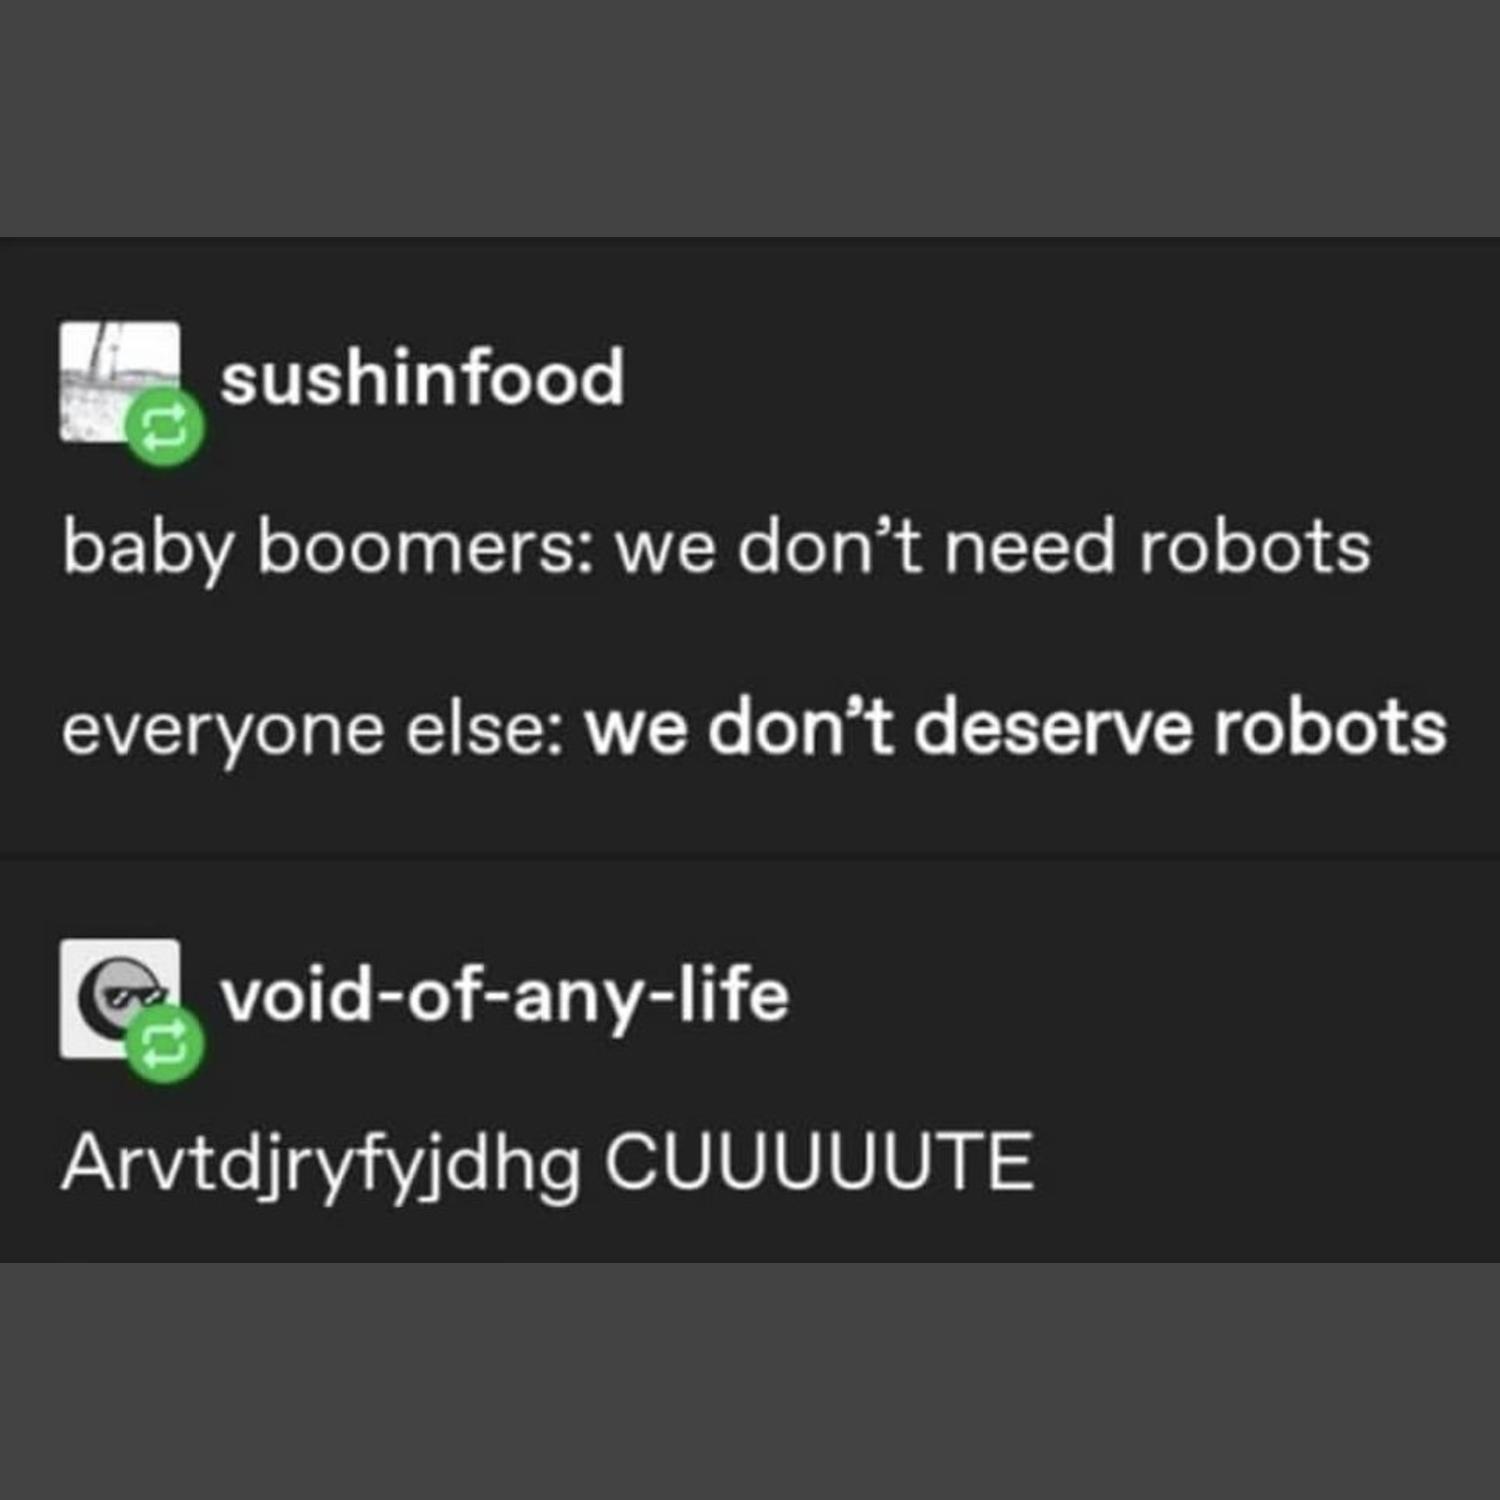 sushinfood
baby boomers: we don’t need robots
everyone else: we don’t deserve robots
void-of-any-life
Arvtdjryfyjdhg CUUUUUTE